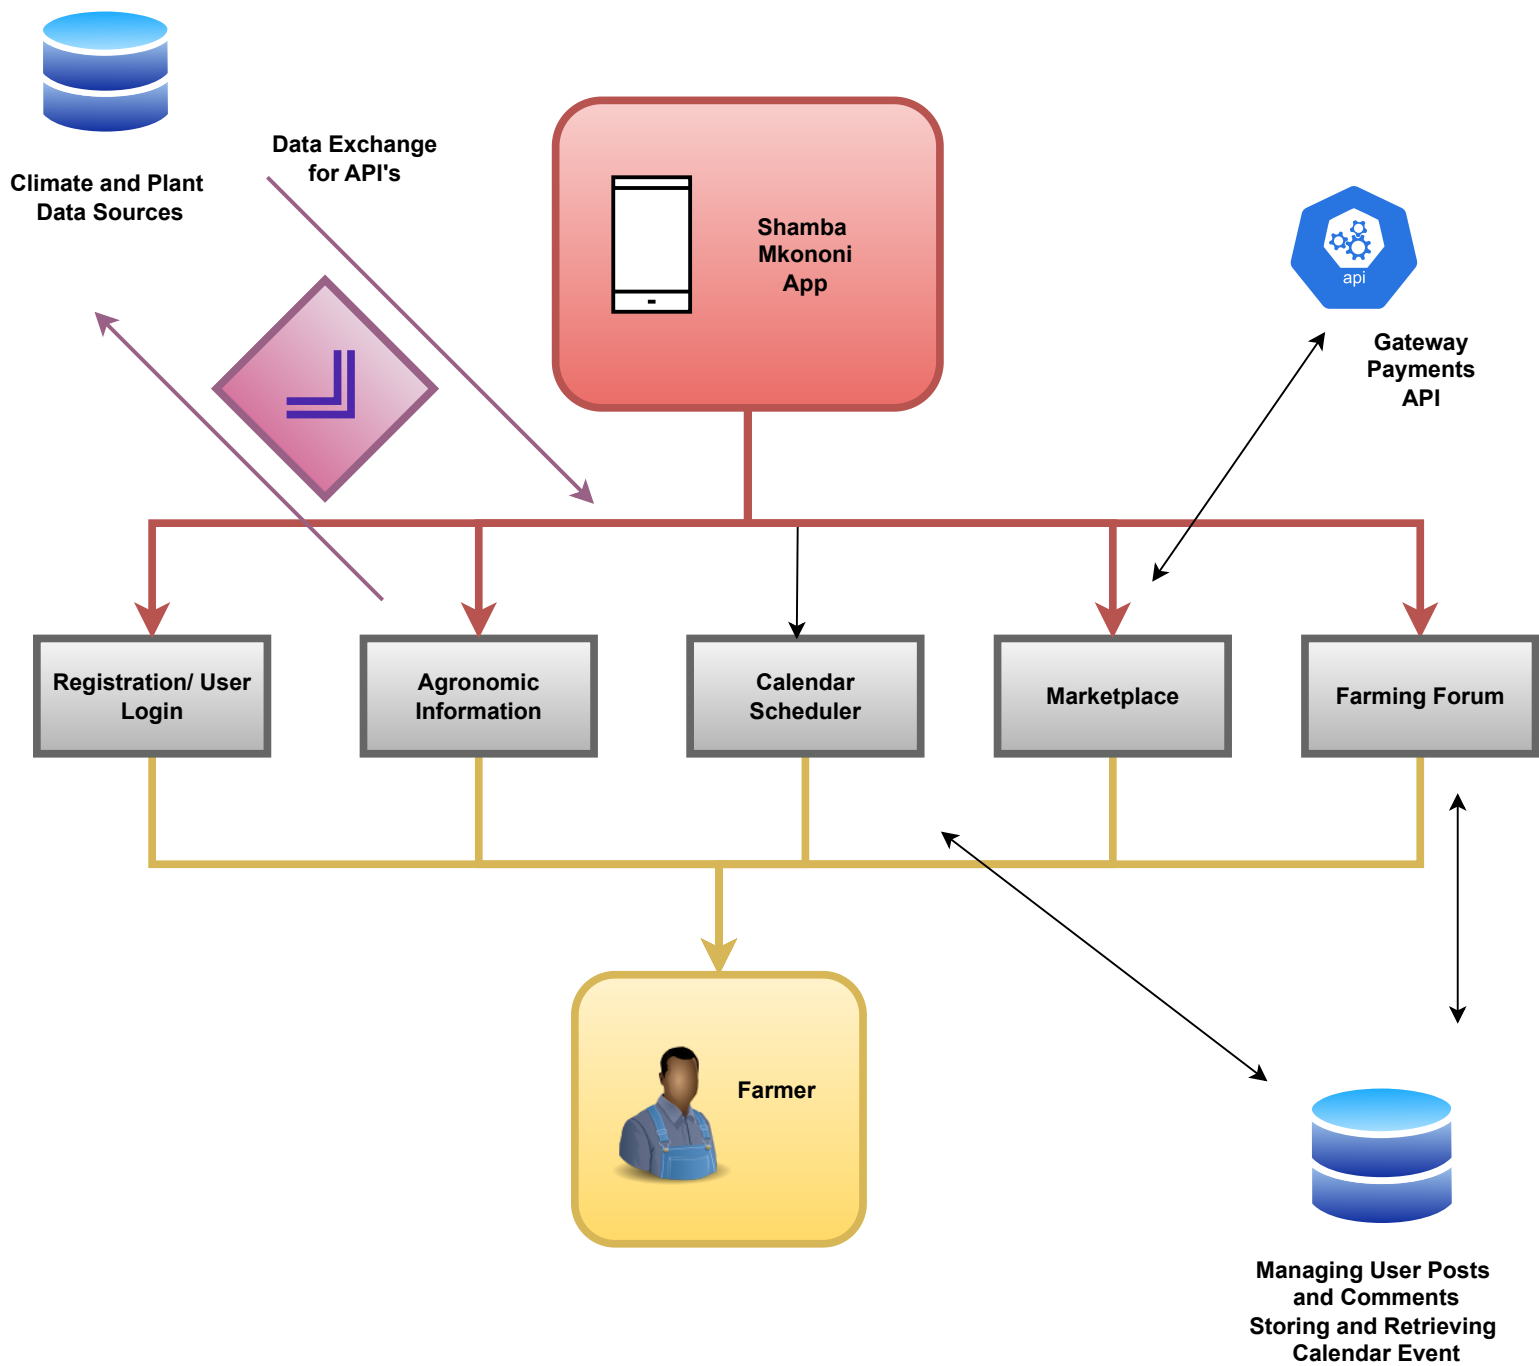 Data Exchange
for API's
Climate and Plant
Data Sources
Shamba
Mkononi
App
api
Gateway
Payments
API
Registration/ User
Login
Agronomic
Information
Calendar
Scheduler
Marketplace
Farming Forum
Farmer
Managing User Posts
and Comments
Storing and Retrieving
Calendar Event